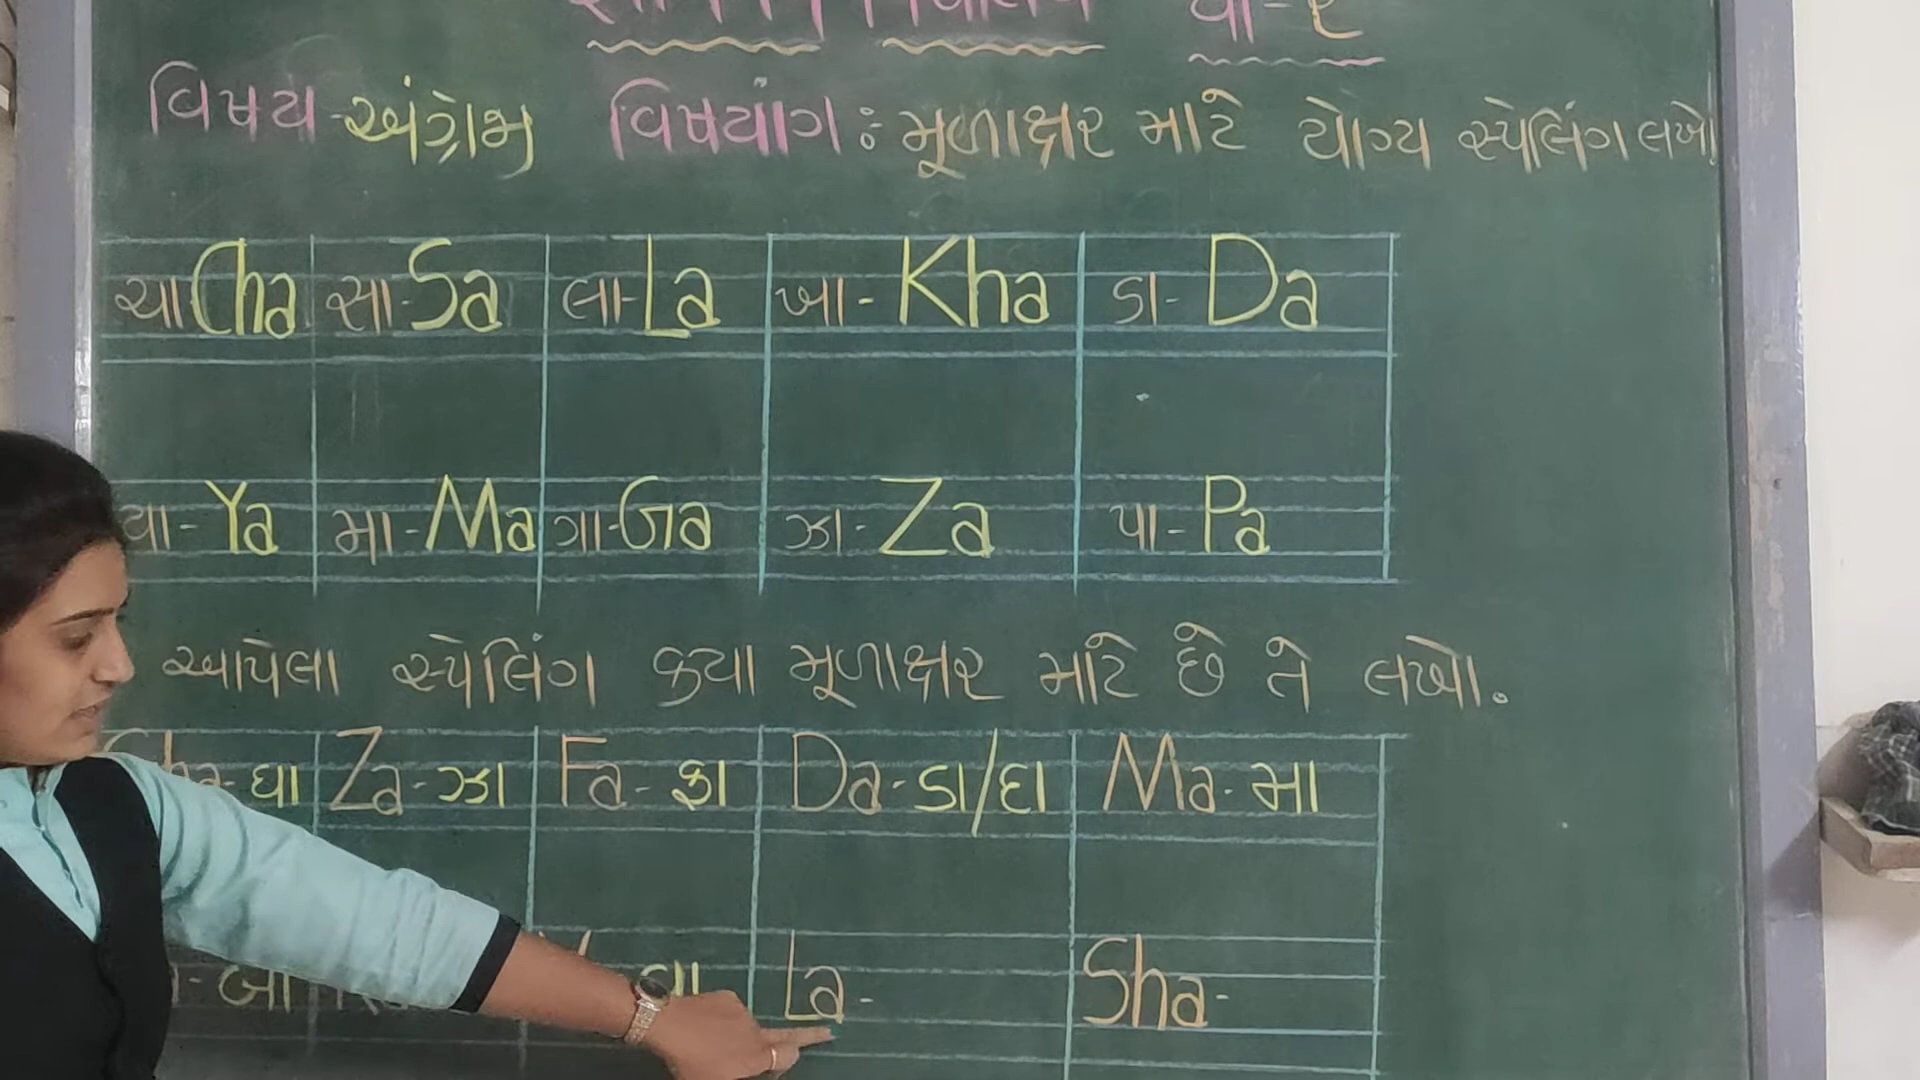 ધો-૨
વિષય-અંગ્રેજી વિષયાંગ : મૂળાક્ષર માટે યોગ્ય સ્પેલિંગ લખો
ચા Cha સા-Sa લા-La ખા-Kha ડા-Da
યા-Ya મા-Ma ગા-Ga ઝા-Za પા-Pa
આપેલા સ્પેલિંગ કયા મૂળાક્ષર માટે છે તે લખો.
ઘા Za-ઝા Fa-ફા Da-ડા/દા Ma-મા
La- Sha-